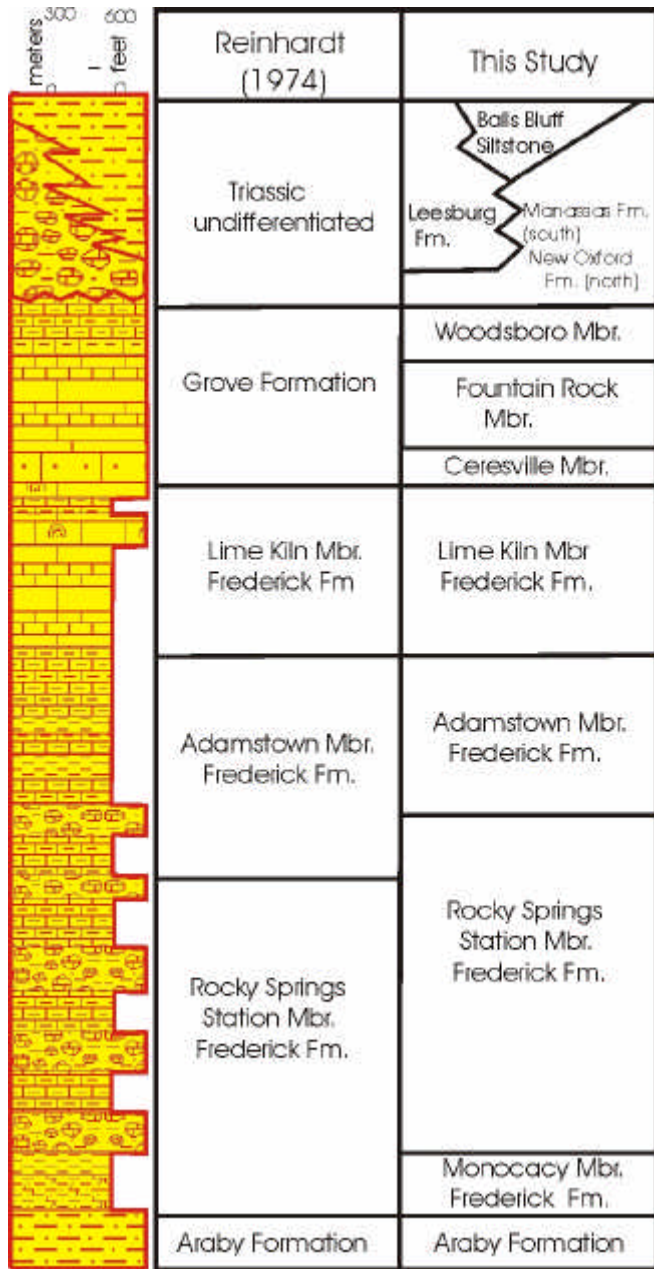 meters
300
600
feet
0
0
Reinhardt
(1974)
This Study
Triassic
undifferentiated
Balls Bluff
Siltstone
Leesburg
Fm.
Manassas Fm.
(south)
New Oxford
Fm. (north)
Grove Formation
Woodsboro Mbr.
Fountain Rock
Mbr.
Ceresville Mbr.
Lime Kiln Mbr.
Frederick Fm
Lime Kiln Mbr
Frederick Fm.
Adamstown Mbr.
Frederick Fm.
Adamstown Mbr.
Frederick Fm.
Rocky Springs
Station Mbr.
Frederick Fm.
Rocky Springs
Station Mbr.
Frederick Fm.
Monocacy Mbr.
Frederick Fm.
Araby Formation
Araby Formation